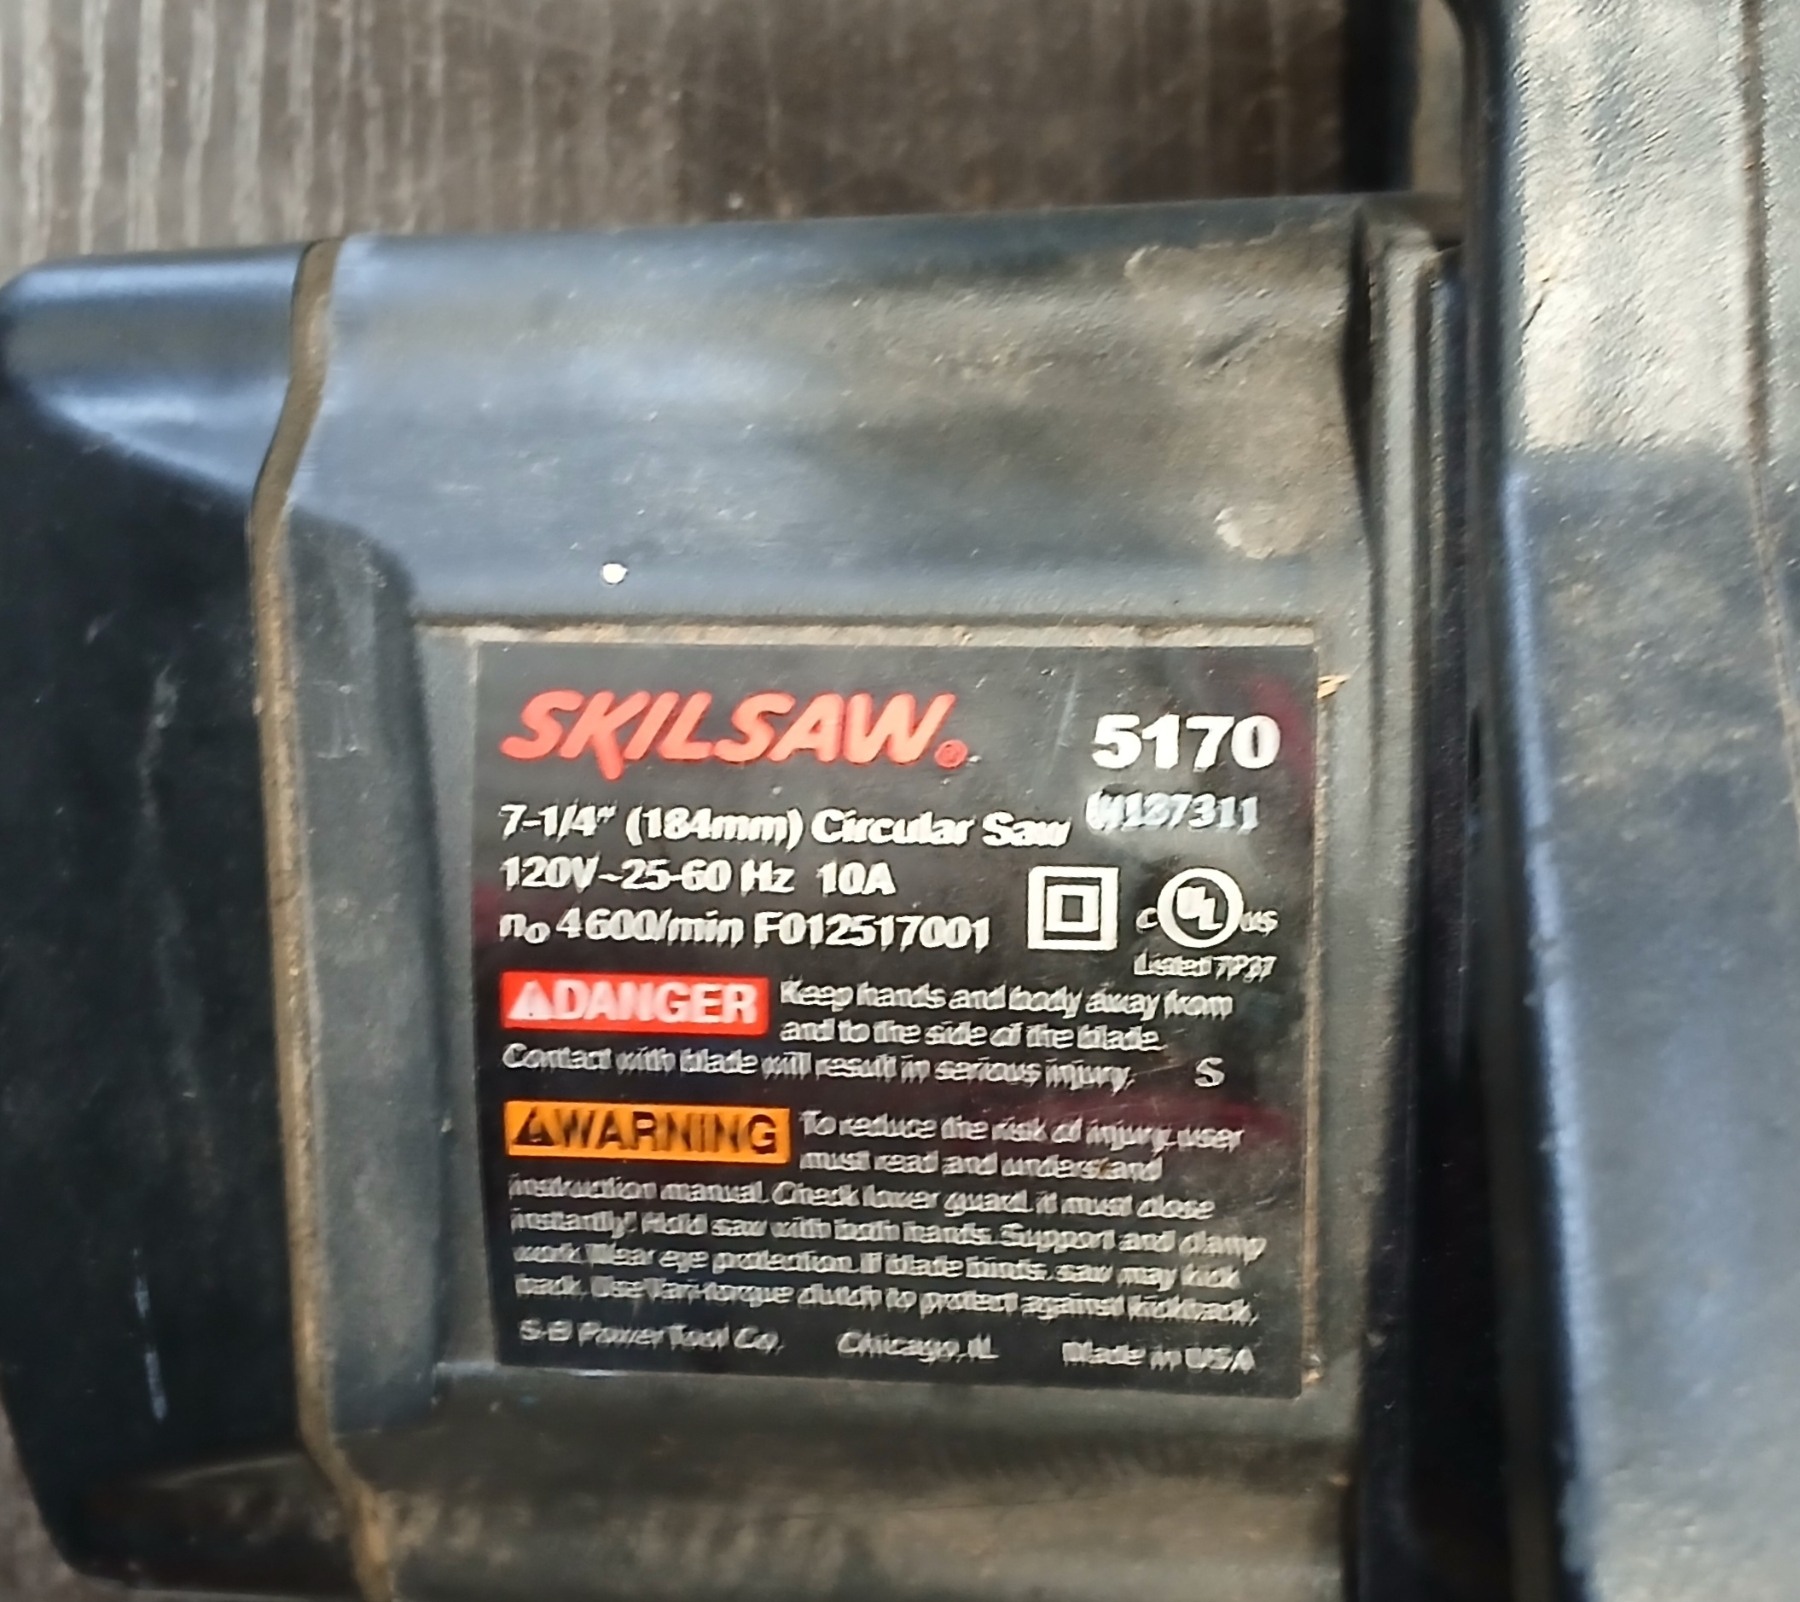 SKILSAW® 5170
7-1/4" (184mm) Circular Saw W187311
120V~25-60 Hz 10A
n₀ 4600/min F012517001
C UL US
Listed 7P37
⚠DANGER Keep hands and body away from
and to the side of the blade.
Contact with blade will result in serious injury. S
⚠WARNING To reduce the risk of injury, user
must read and understand
instruction manual. Check lower guard. it must close
instantly! Hold saw with both hands. Support and clamp
work. Wear eye protection. If blade binds, saw may kick
back. Use Vari-torque clutch to protect against kickback.
S-B Power Tool Co. Chicago, IL Made in USA